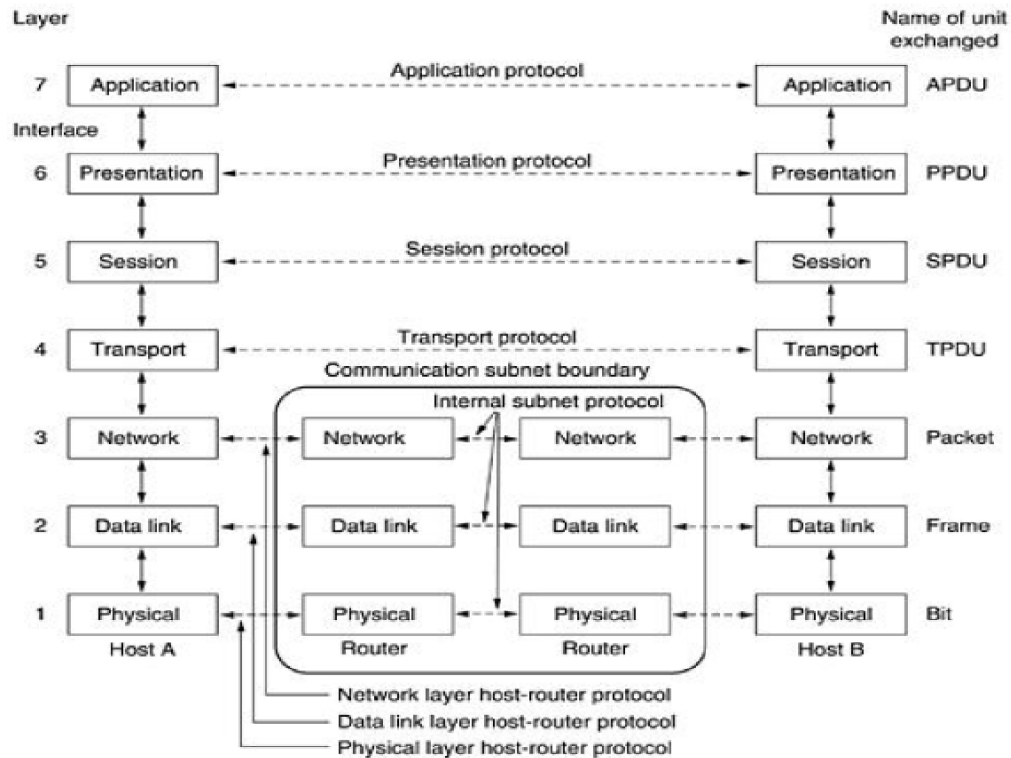 Layer
Name of unit
exchanged
Application protocol
7 Application Application APDU
Interface
Presentation protocol
6 Presentation Presentation PPDU
Session protocol
5 Session Session SPDU
Transport protocol
4 Transport Transport TPDU
Communication subnet boundary
Internal subnet protocol
3 Network Network Network Network Packet
2 Data link Data link Data link Data link Frame
1 Physical Physical Physical Physical Bit
Host A Router Router Host B
Network layer host-router protocol
Data link layer host-router protocol
Physical layer host-router protocol